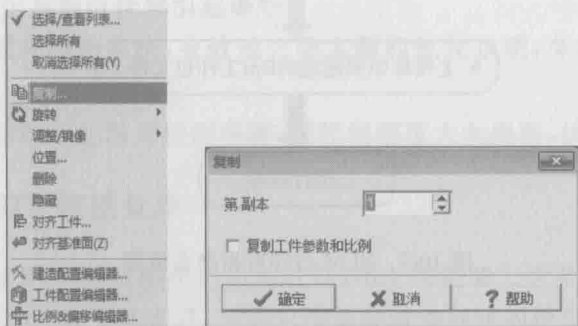 选择/查看列表...
选择所有
取消选择所有(Y)
复制...
旋转
调整/镜像
位置...
删除
隐藏
对齐工件...
对齐基准面(Z)
建造配置编辑器...
工件配置编辑器...
比例&偏移编辑器...
复制
第 副本
1
复制工件参数和比例
确定
取消
帮助